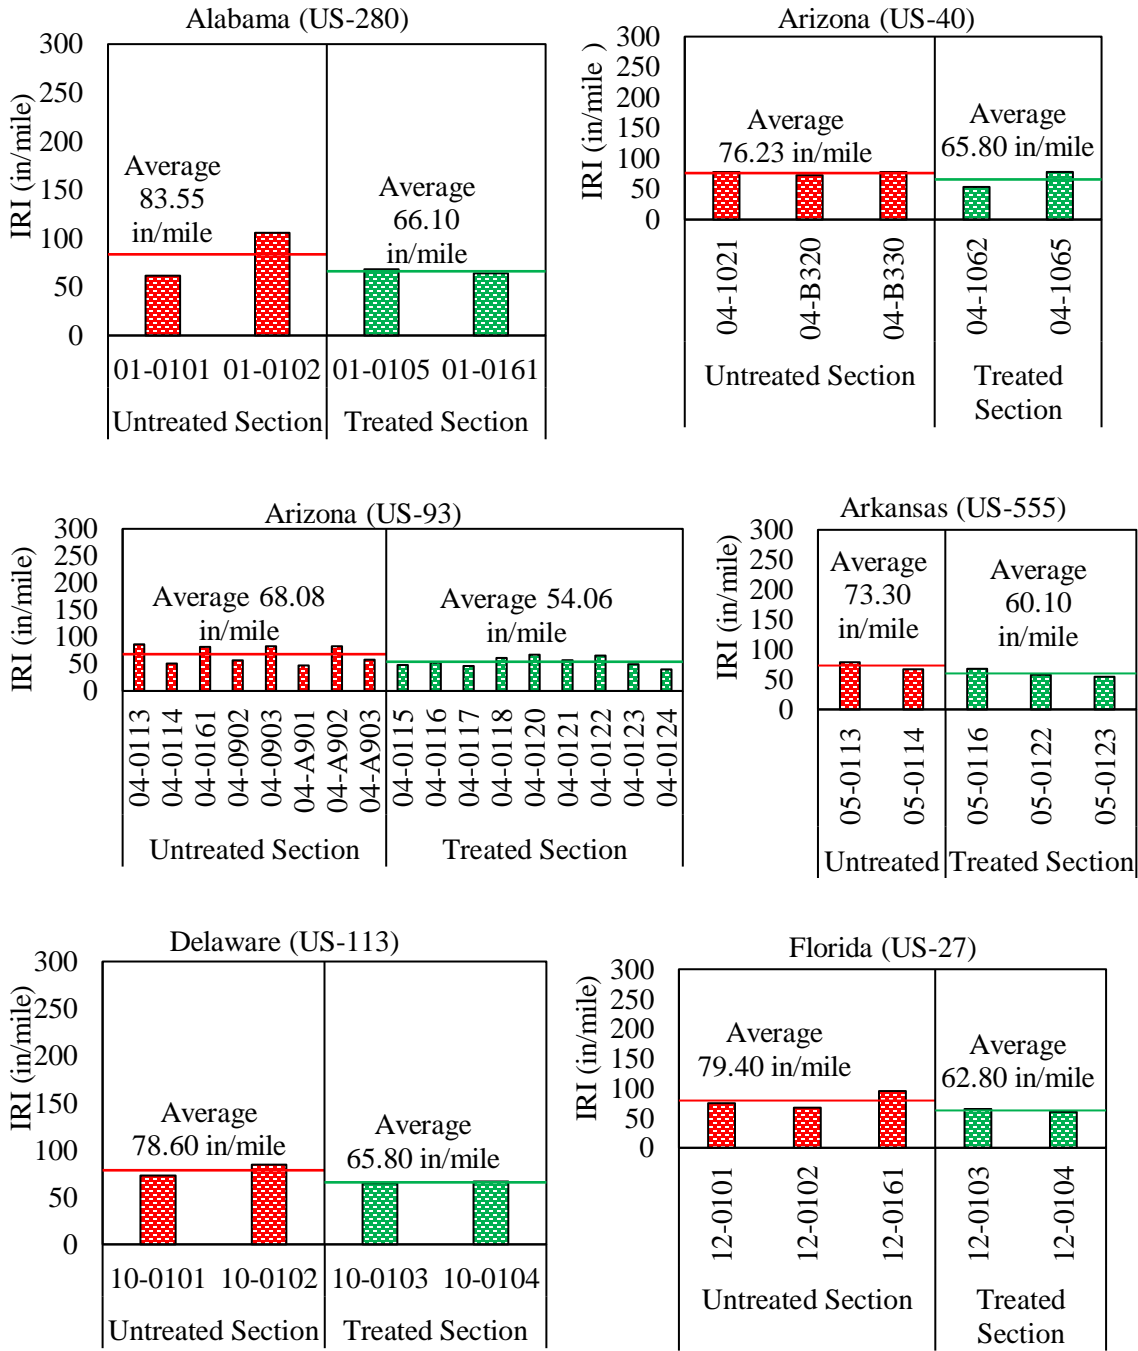 Alabama (US-280)
IRI (in/mile)
300
250
200
150
100
50
0
Average
83.55
in/mile
Average
66.10
in/mile
01-0101 01-0102 01-0105 01-0161
Untreated Section Treated Section
Arizona (US-40)
IRI (in/mile )
300
250
200
150
100
50
0
Average
76.23 in/mile
Average
65.80 in/mile
04-1021
04-B320
04-B330
04-1062
04-1065
Untreated Section
Treated
Section
Arizona (US-93)
IRI (in/mile)
300
250
200
150
100
50
0
Average 68.08
in/mile
Average 54.06
in/mile
04-0113
04-0114
04-0161
04-0902
04-0903
04-A901
04-A902
04-A903
04-0115
04-0116
04-0117
04-0118
04-0120
04-0121
04-0122
04-0123
04-0124
Untreated Section Treated Section
Arkansas (US-555)
IRI (in/mile)
300
250
200
150
100
50
0
Average
73.30
in/mile
Average
60.10
in/mile
05-0113
05-0114
05-0116
05-0122
05-0123
Untreated Treated Section
Delaware (US-113)
IRI (in/mile)
300
250
200
150
100
50
0
Average
78.60 in/mile
Average
65.80 in/mile
10-0101 10-0102 10-0103 10-0104
Untreated Section Treated Section
Florida (US-27)
IRI (in/mile)
300
250
200
150
100
50
0
Average
79.40 in/mile
Average
62.80 in/mile
12-0101
12-0102
12-0161
12-0103
12-0104
Untreated Section
Treated
Section